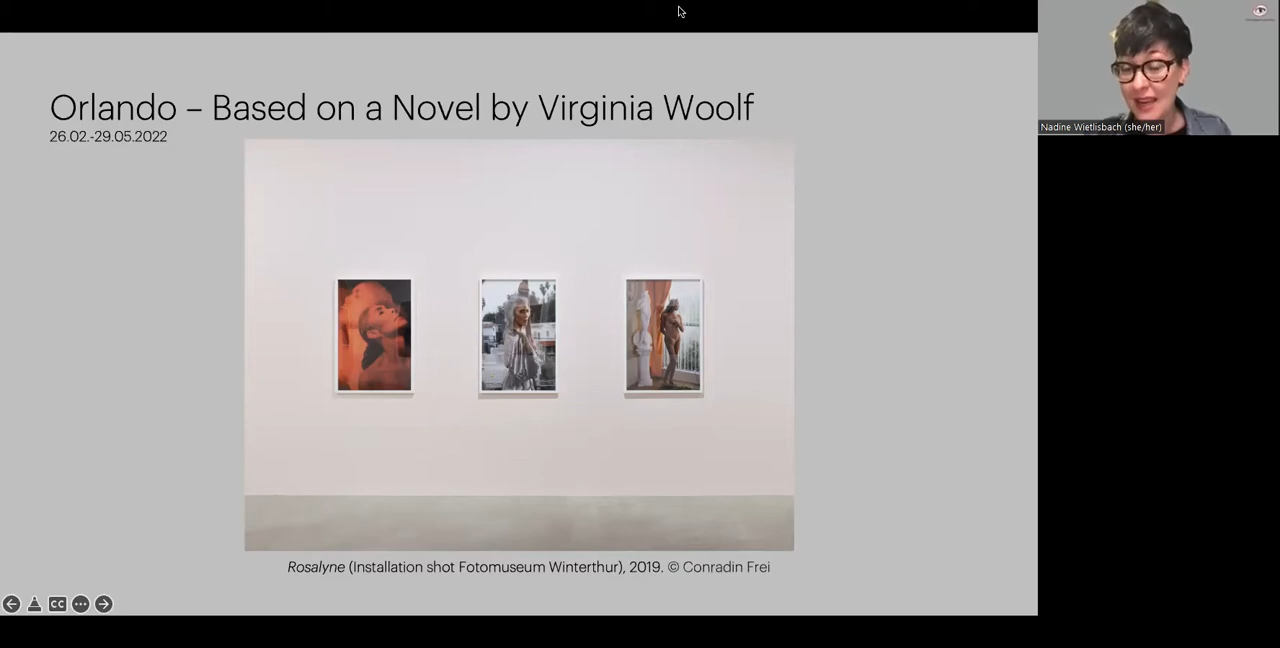 Orlando – Based on a Novel by Virginia Woolf
26.02.-29.05.2022
Nadine Wietlisbach (she/her)
Rosalyne (Installation shot Fotomuseum Winterthur), 2019. © Conradin Frei
CC